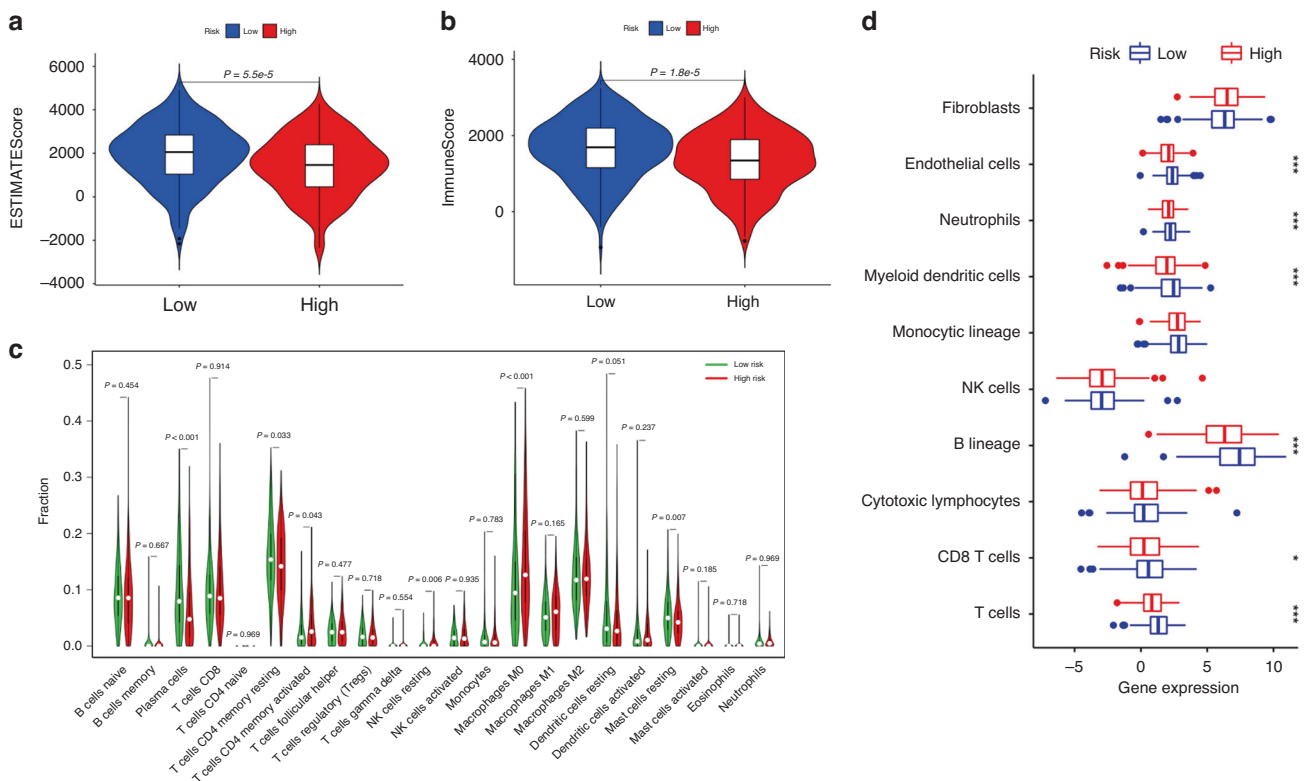 a
Risk Low High
ESTIMATEScore
6000
4000
2000
0
−2000
−4000
P = 5.5e-5
Low High
b
Risk Low High
ImmuneScore
4000
2000
0
P = 1.8e-5
Low High
c
Fraction
0.5
0.4
0.3
0.2
0.1
0.0
Low risk
High risk
P = 0.454
P = 0.667
P < 0.001
P = 0.914
P = 0.969
P = 0.033
P = 0.043
P = 0.477
P = 0.718
P = 0.554
P = 0.006
P = 0.935
P = 0.783
P < 0.001
P = 0.165
P = 0.599
P = 0.051
P = 0.237
P = 0.007
P = 0.185
P = 0.718
P = 0.969
B cells naive
B cells memory
Plasma cells
T cells CD8
T cells CD4 naive
T cells CD4 memory resting
T cells CD4 memory activated
T cells follicular helper
T cells regulatory (Tregs)
T cells gamma delta
NK cells resting
NK cells activated
Monocytes
Macrophages M0
Macrophages M1
Macrophages M2
Dendritic cells resting
Dendritic cells activated
Mast cells resting
Mast cells activated
Eosinophils
Neutrophils
d
Risk Low High
Fibroblasts
Endothelial cells ***
Neutrophils ***
Myeloid dendritic cells ***
Monocytic lineage
NK cells
B lineage ***
Cytotoxic lymphocytes
CD8 T cells *
T cells ***
−5 0 5 10
Gene expression